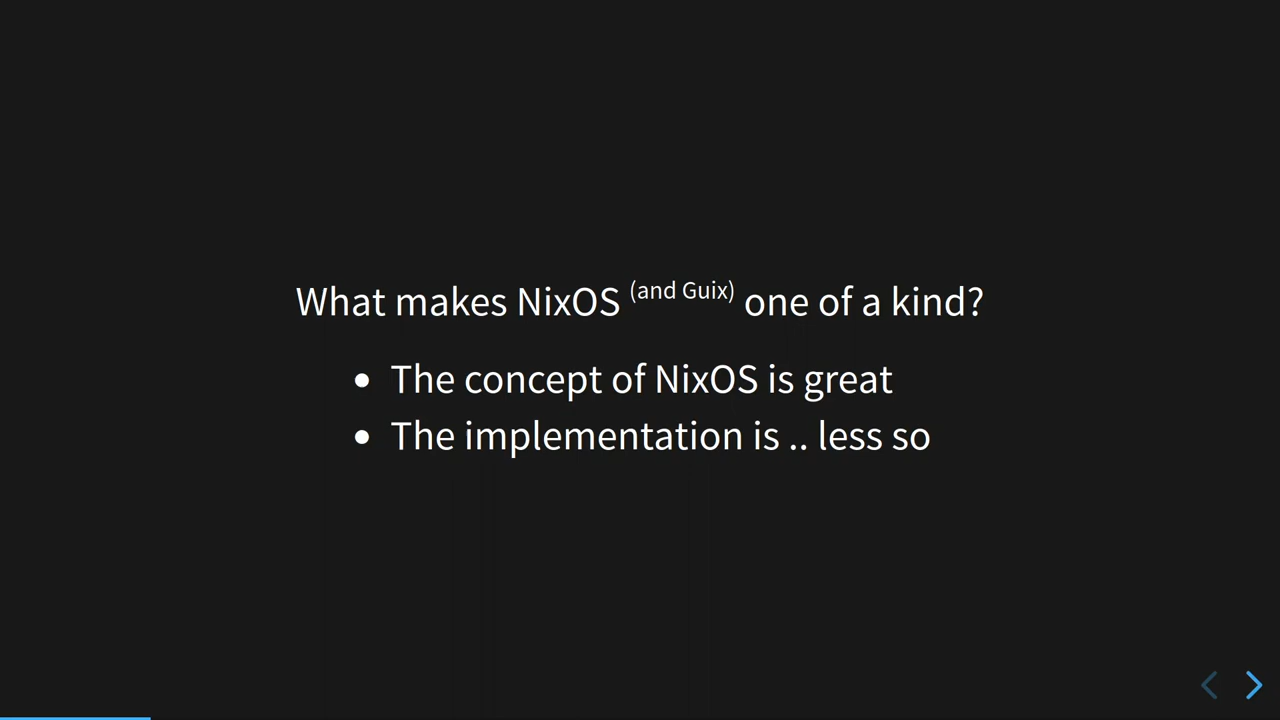 What makes NixOS (and Guix) one of a kind?
• The concept of NixOS is great
• The implementation is .. less so